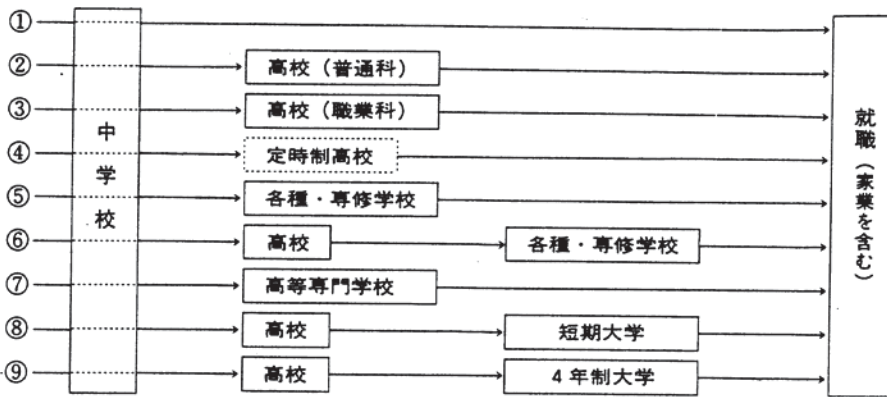 ①
② 高校（普通科）
③ 高校（職業科）
④ 定時制高校
⑤ 各種・専修学校
⑥ 高校 各種・専修学校
⑦ 高等専門学校
⑧ 高校 短期大学
⑨ 高校 4年制大学
中学校
就職（家業を含む）